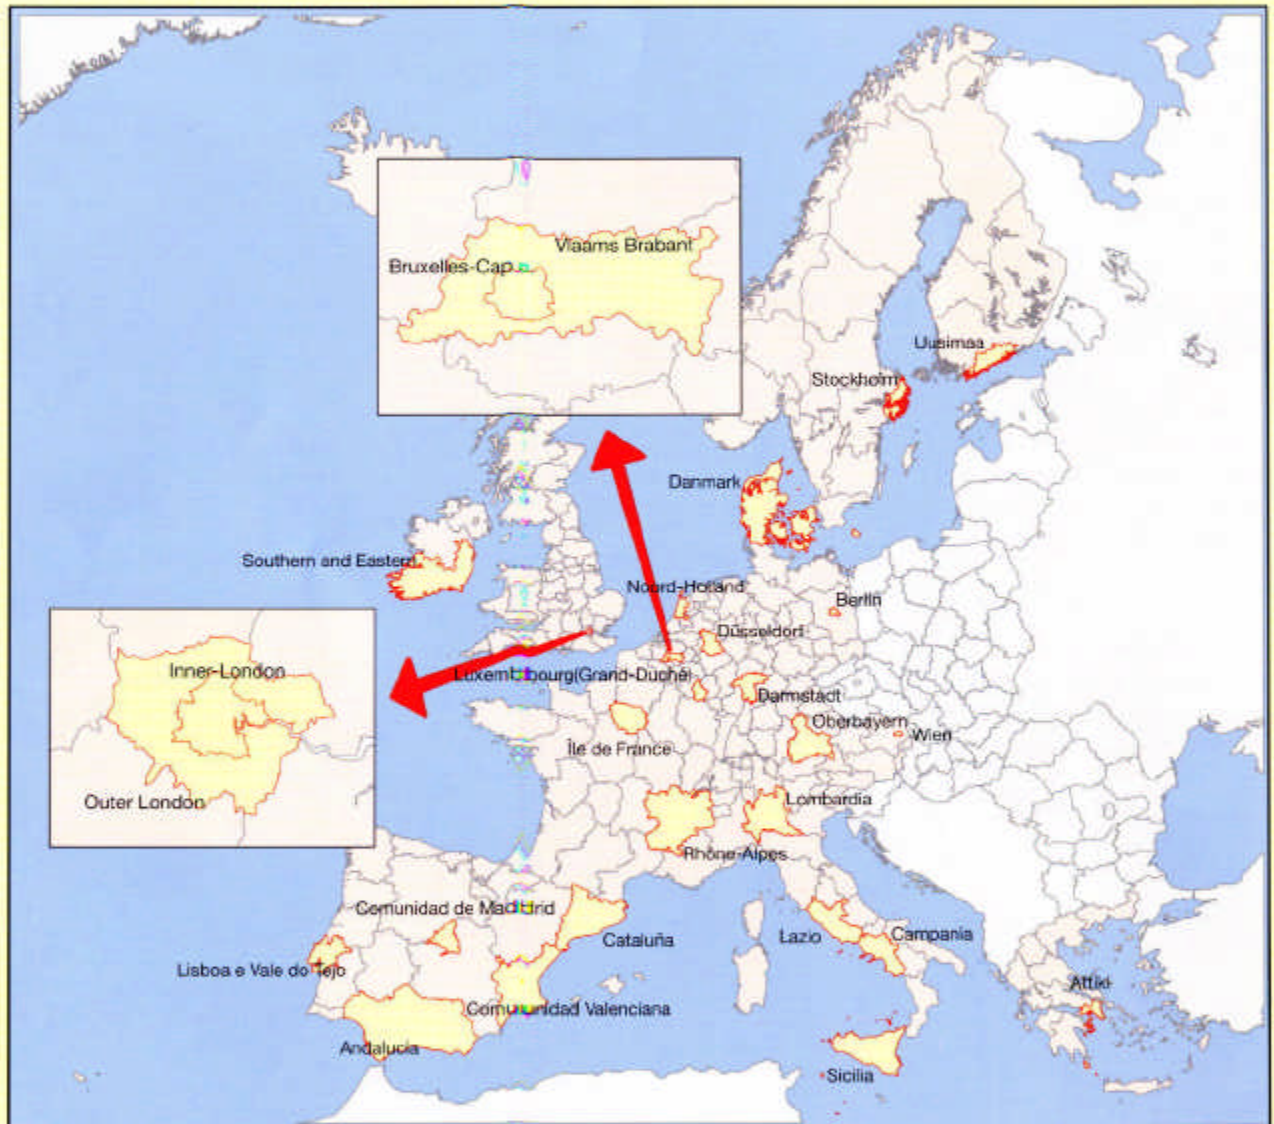 Vlaams Brabant
Bruxelles-Cap
Uusimaa
Stockholm
Danmark
Southern and Eastern
Noord-Holland
Berlin
Düsseldorf
Inner-London
Luxembourg(Grand-Duché)
Darmstadt
Oberbayern
Wien
Île de France
Outer London
Lombardia
Rhône-Alpes
Comunidad de Madrid
Cataluña
Lazio
Campania
Lisboa e Vale do Tejo
Attiki
Comunidad Valenciana
Andalucia
Sicilia